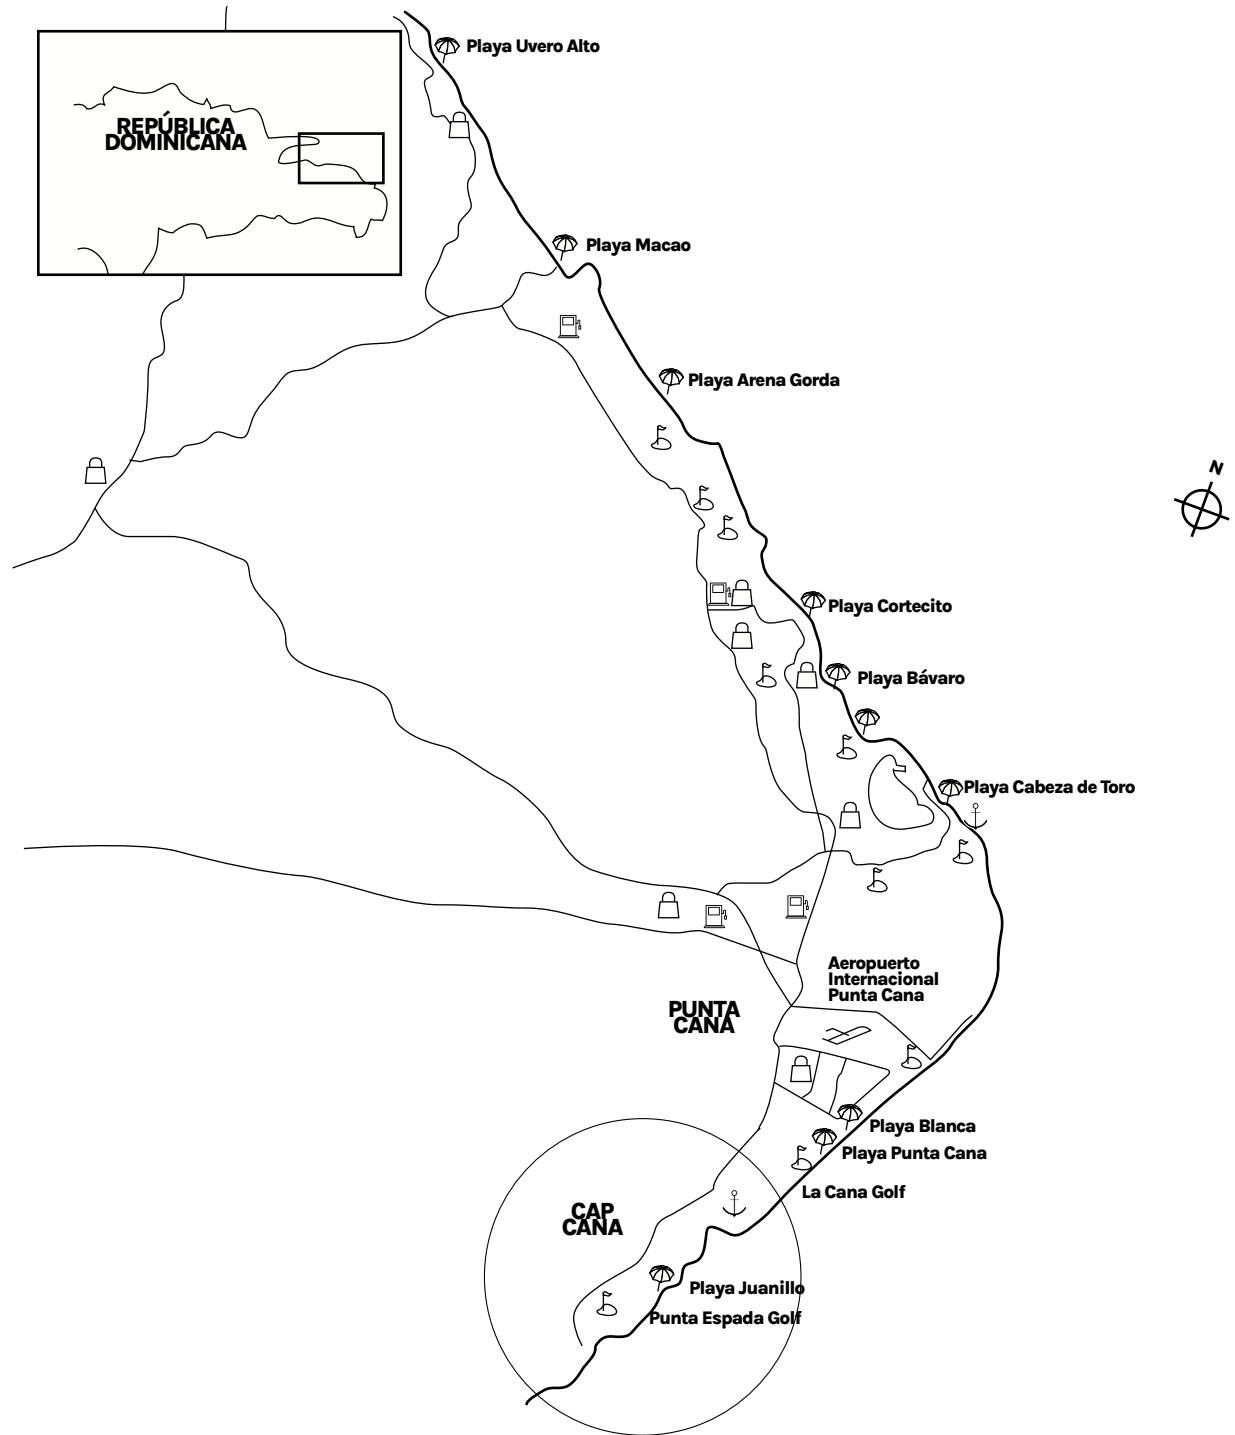 Playa Uvero Alto
REPÚBLICA
DOMINICANA
Playa Macao
Playa Arena Gorda
N
Playa Cortecito
Playa Bávaro
Playa Cabeza de Toro
Aeropuerto
Internacional
Punta Cana
PUNTA
CANA
Playa Blanca
Playa Punta Cana
La Cana Golf
CAP
CANA
Playa Juanillo
Punta Espada Golf